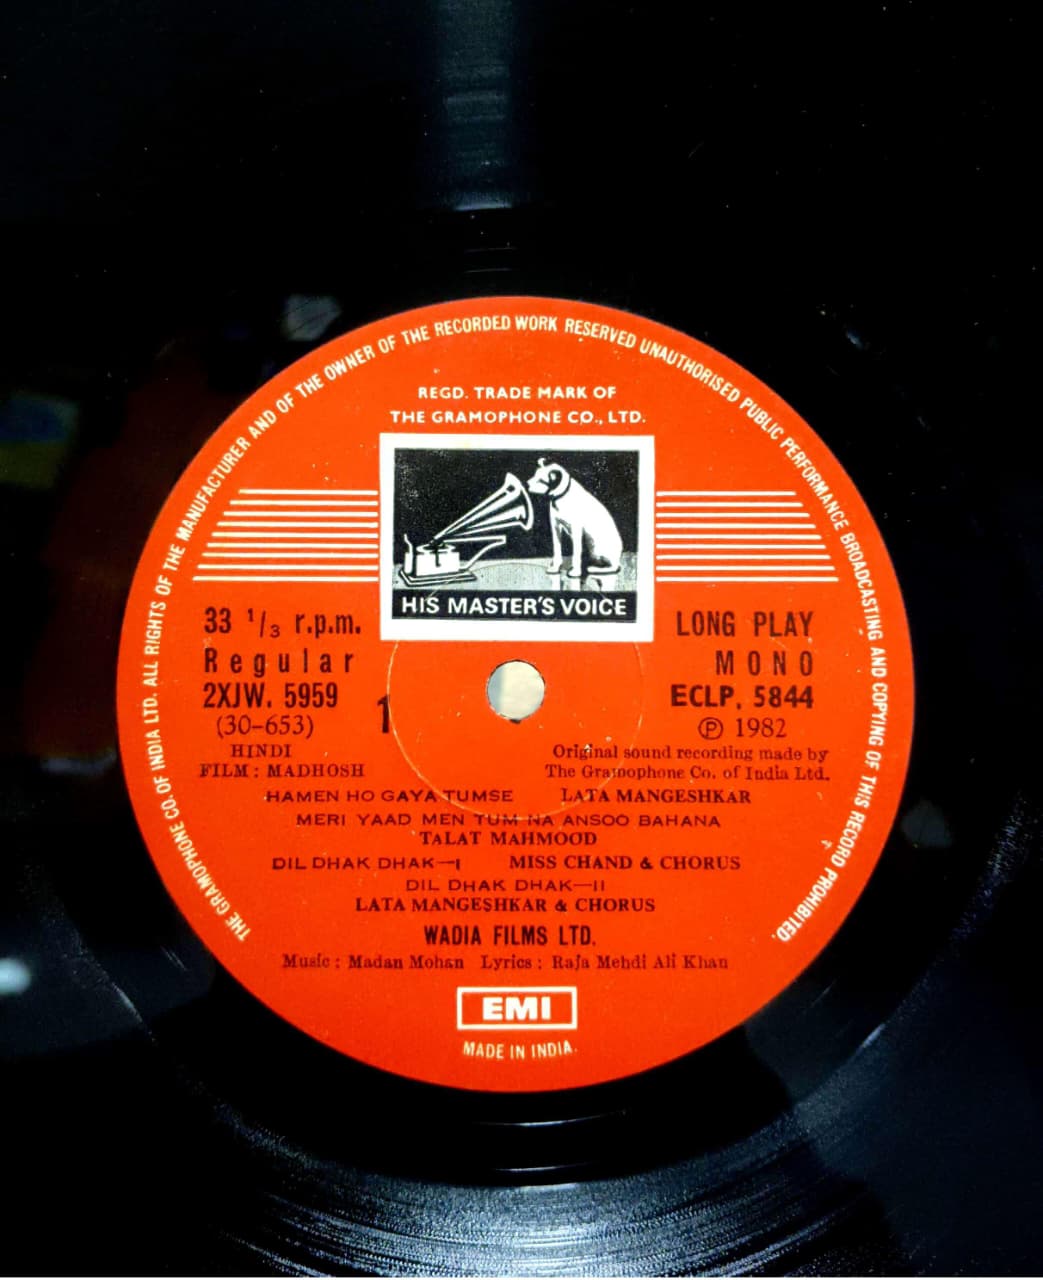 THE GRAMOPHONE CO. OF INDIA LTD. ALL RIGHTS OF THE MANUFACTURER AND OF THE OWNER OF THE RECORDED WORK RESERVED UNAUTHORISED PUBLIC PERFORMANCE BROADCASTING AND COPYING OF THIS RECORD PROHIBITED.
REGD. TRADE MARK OF
THE GRAMOPHONE CO., LTD.
HIS MASTER'S VOICE
33 1/3 r.p.m. LONG PLAY
Regular MONO
2XJW. 5959 1 ECLP. 5844
(30-653) ℗ 1982
HINDI Original sound recording made by
FILM : MADHOSH The Gramophone Co. of India Ltd.
HAMEN HO GAYA TUMSE LATA MANGESHKAR
MERI YAAD MEN TUM NA ANSOO BAHANA
TALAT MAHMOOD
DIL DHAK DHAK—I MISS CHAND & CHORUS
DIL DHAK DHAK—II
LATA MANGESHKAR & CHORUS
WADIA FILMS LTD.
Music : Madan Mohan Lyrics : Raja Mehdi Ali Khan
EMI
MADE IN INDIA.